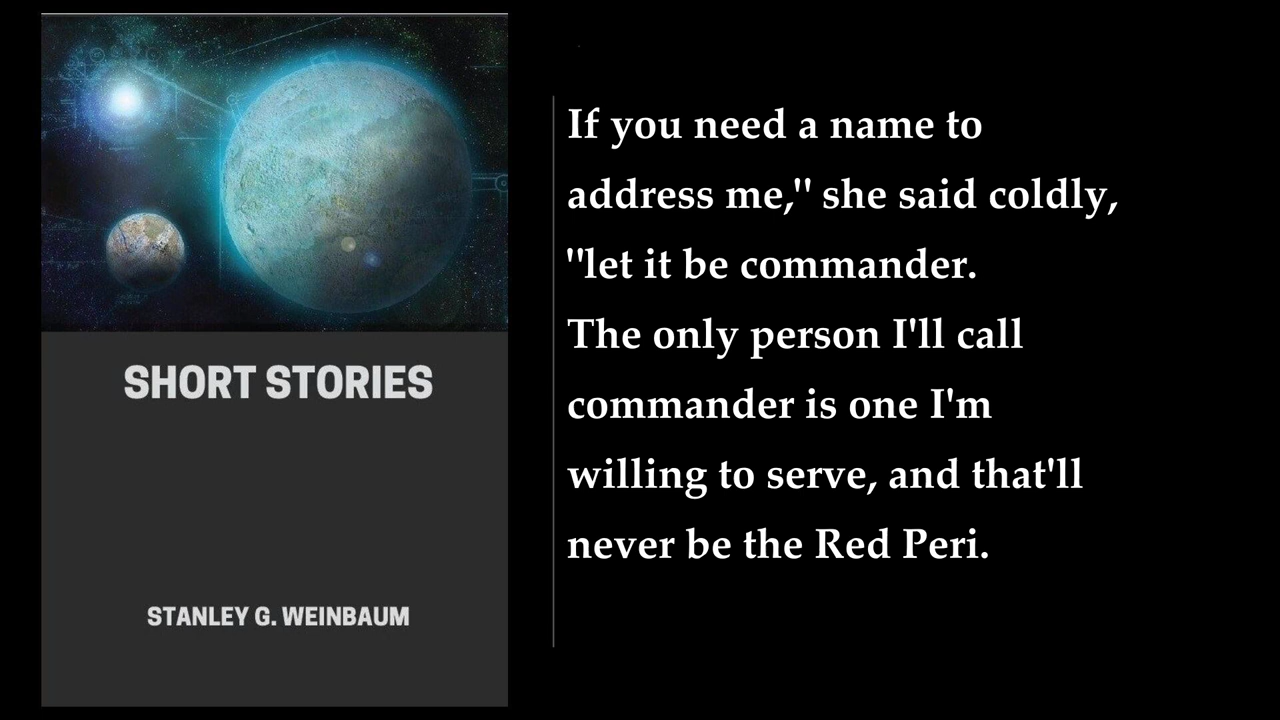 SHORT STORIES
STANLEY G. WEINBAUM
If you need a name to
address me," she said coldly,
"let it be commander.
The only person I'll call
commander is one I'm
willing to serve, and that'll
never be the Red Peri.